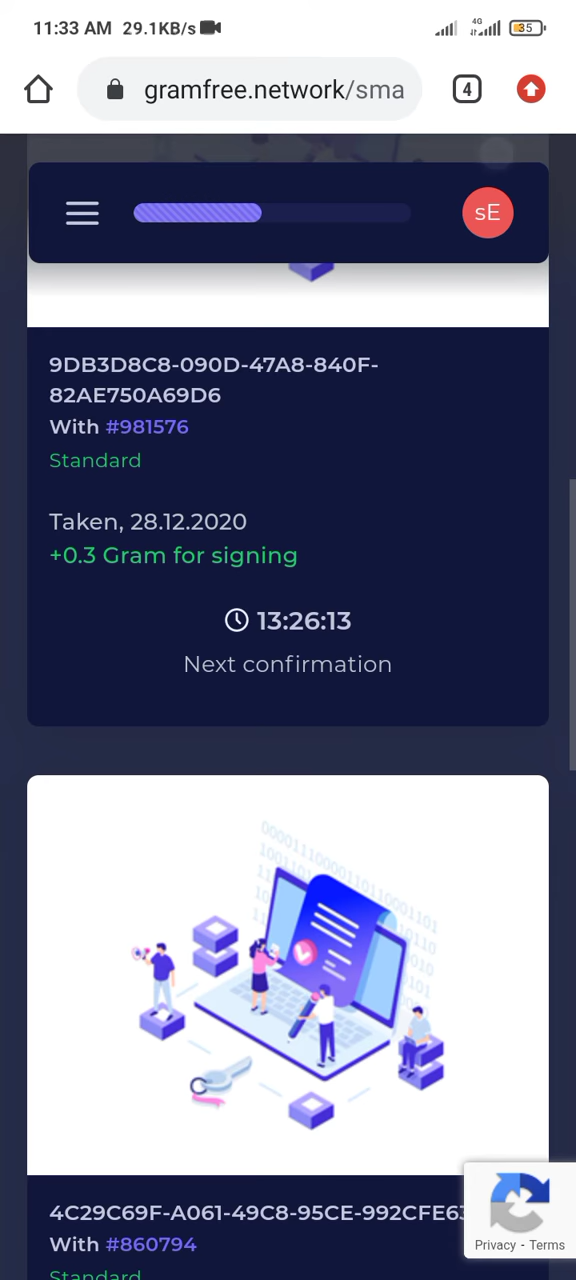 11:33 AM 29.1KB/s
4G
35
gramfree.network/sma
4
sE
9DB3D8C8-090D-47A8-840F-
82AE750A69D6
With #981576
Standard
Taken, 28.12.2020
+0.3 Gram for signing
13:26:13
Next confirmation
4C29C69F-A061-49C8-95CE-992CFE63
With #860794
Standard
Privacy - Terms